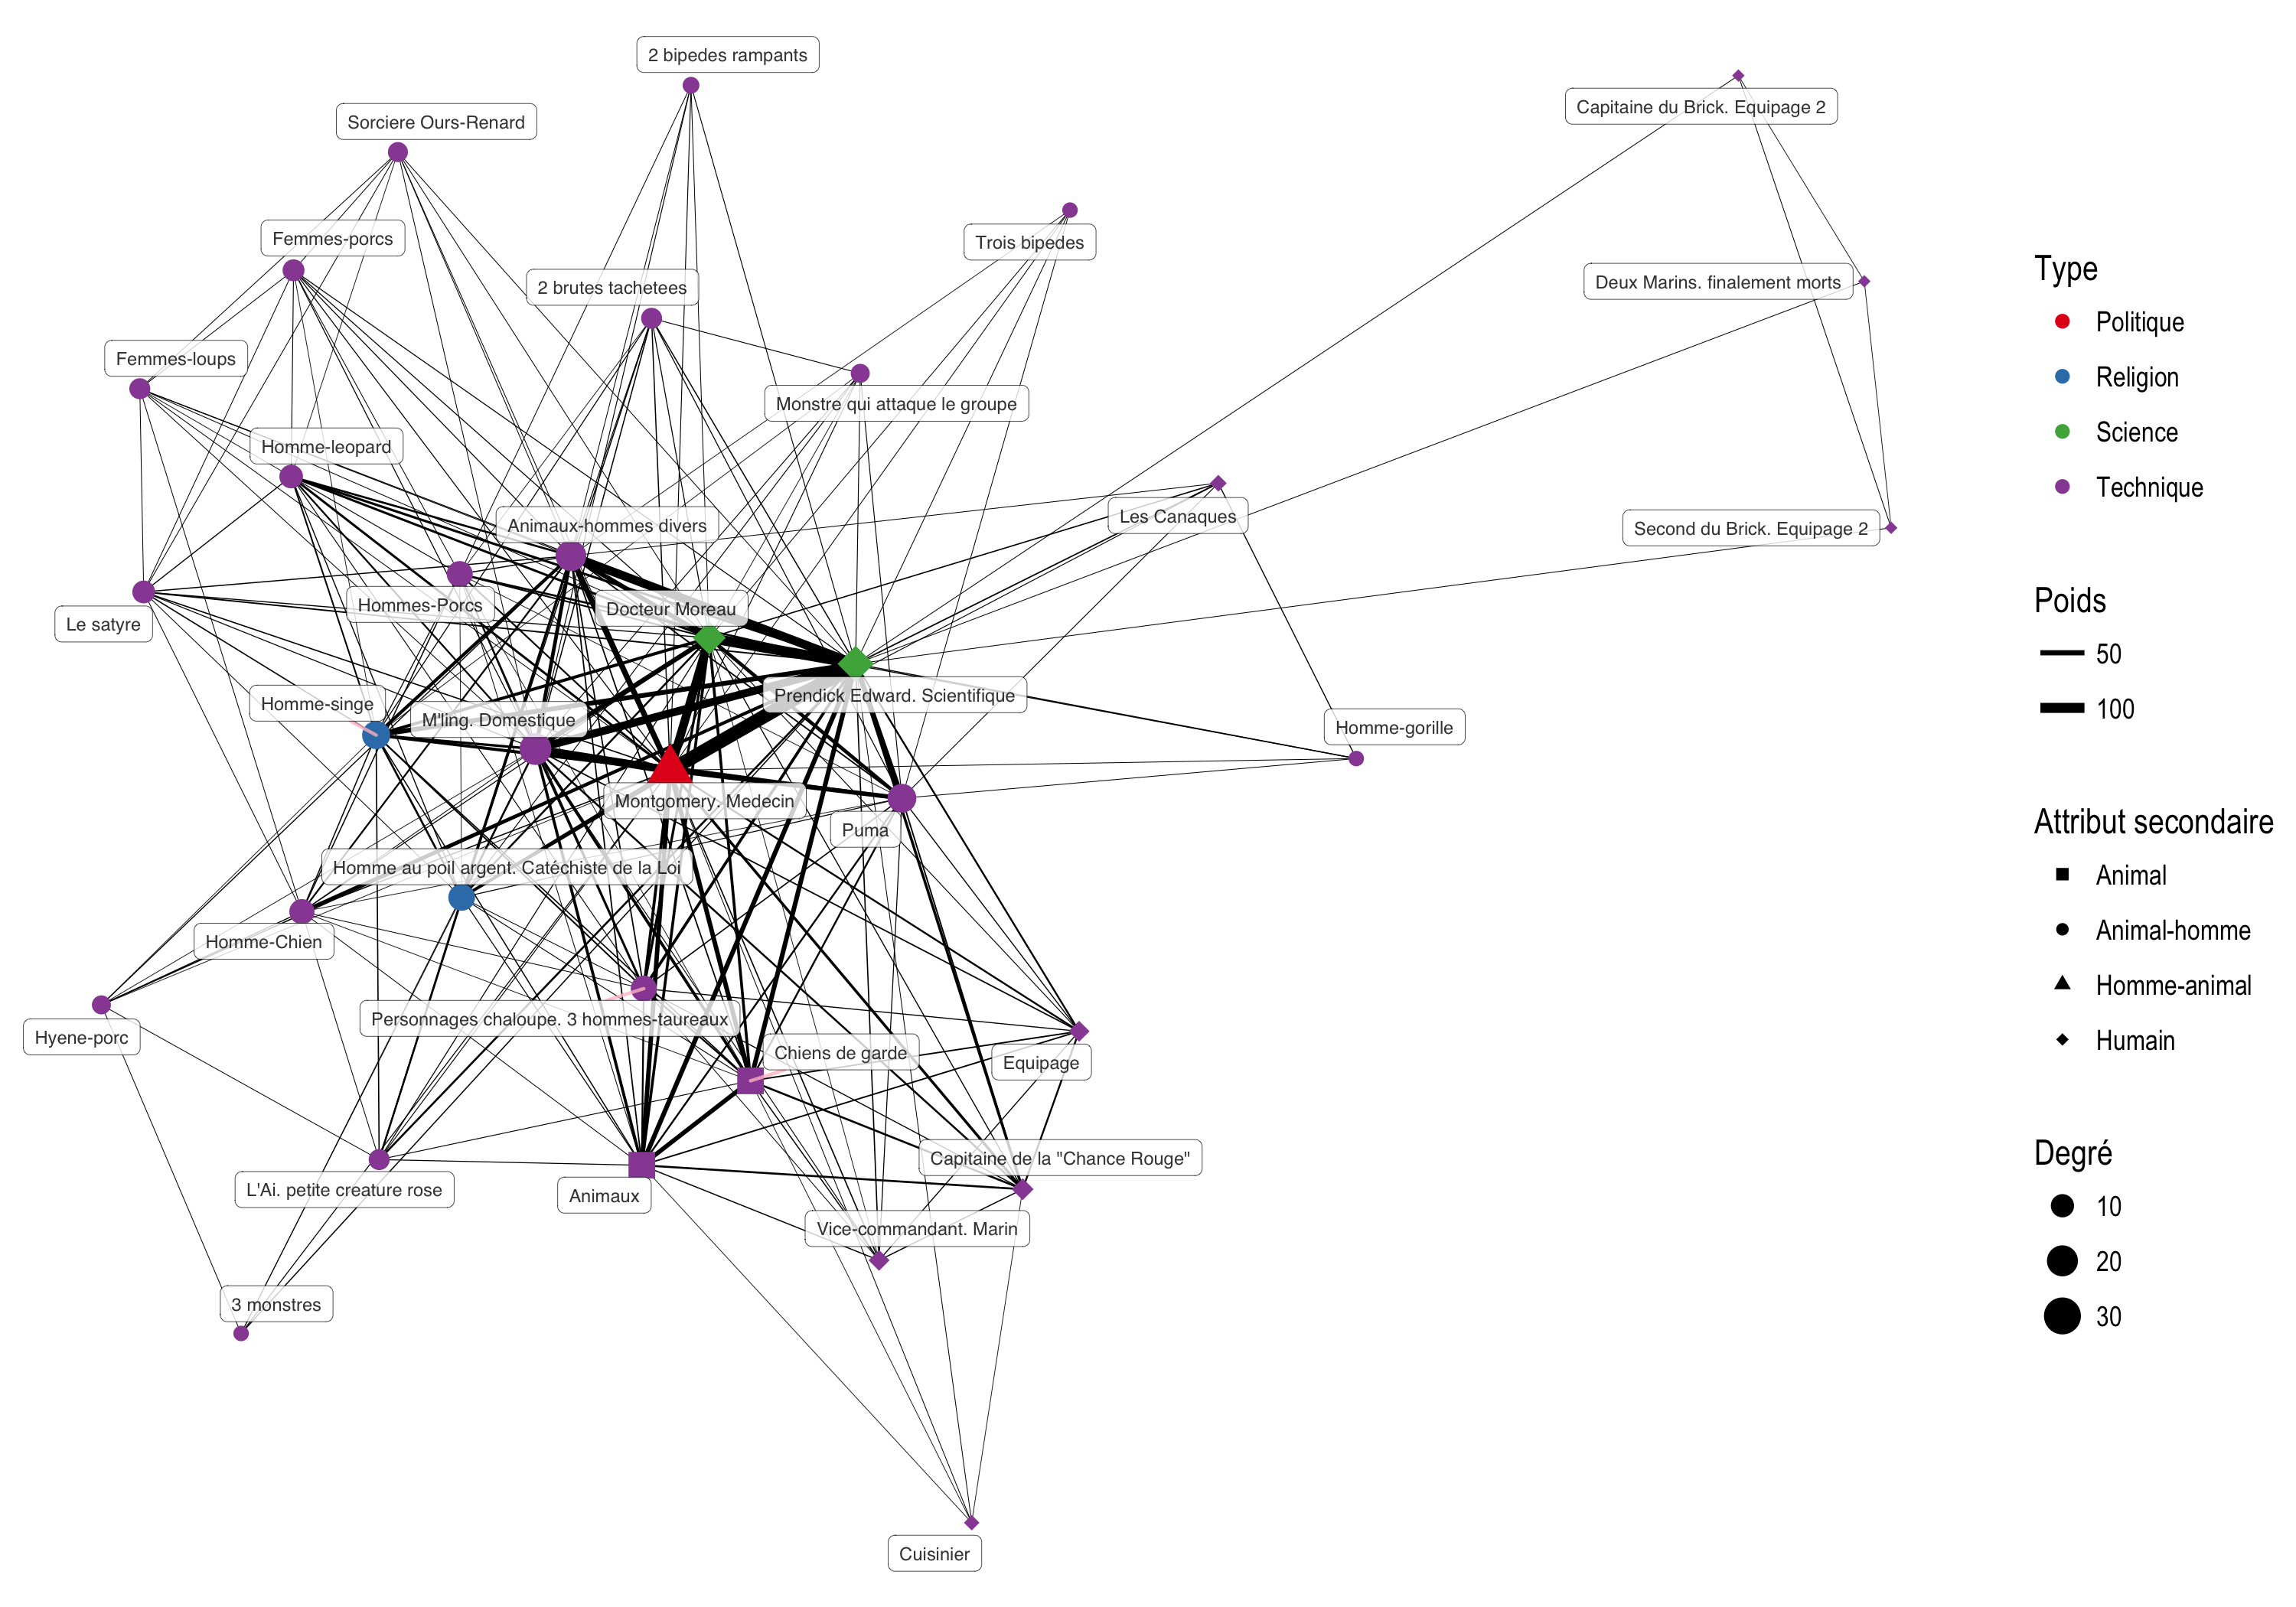 2 bipedes rampants
Capitaine du Brick. Equipage 2
Sorciere Ours-Renard
Femmes-porcs
Trois bipedes
Type
2 brutes tachetees
Deux Marins. finalement morts
Politique
Femmes-loups
Religion
Monstre qui attaque le groupe
Science
Homme-leopard
Technique
Les Canaques
Animaux-hommes divers
Second du Brick. Equipage 2
Hommes-Porcs
Docteur Moreau
Poids
Le satyre
50
Homme-singe
Prendick Edward. Scientifique
100
M'ling. Domestique
Homme-gorille
Montgomery. Medecin
Puma
Attribut secondaire
Homme au poil argent. Catéchiste de la Loi
Animal
Homme-Chien
Animal-homme
Homme-animal
Personnages chaloupe. 3 hommes-taureaux
Hyene-porc
Chiens de garde
Humain
Equipage
Capitaine de la "Chance Rouge"
Degré
L'Ai. petite creature rose
Animaux
10
Vice-commandant. Marin
20
3 monstres
30
Cuisinier